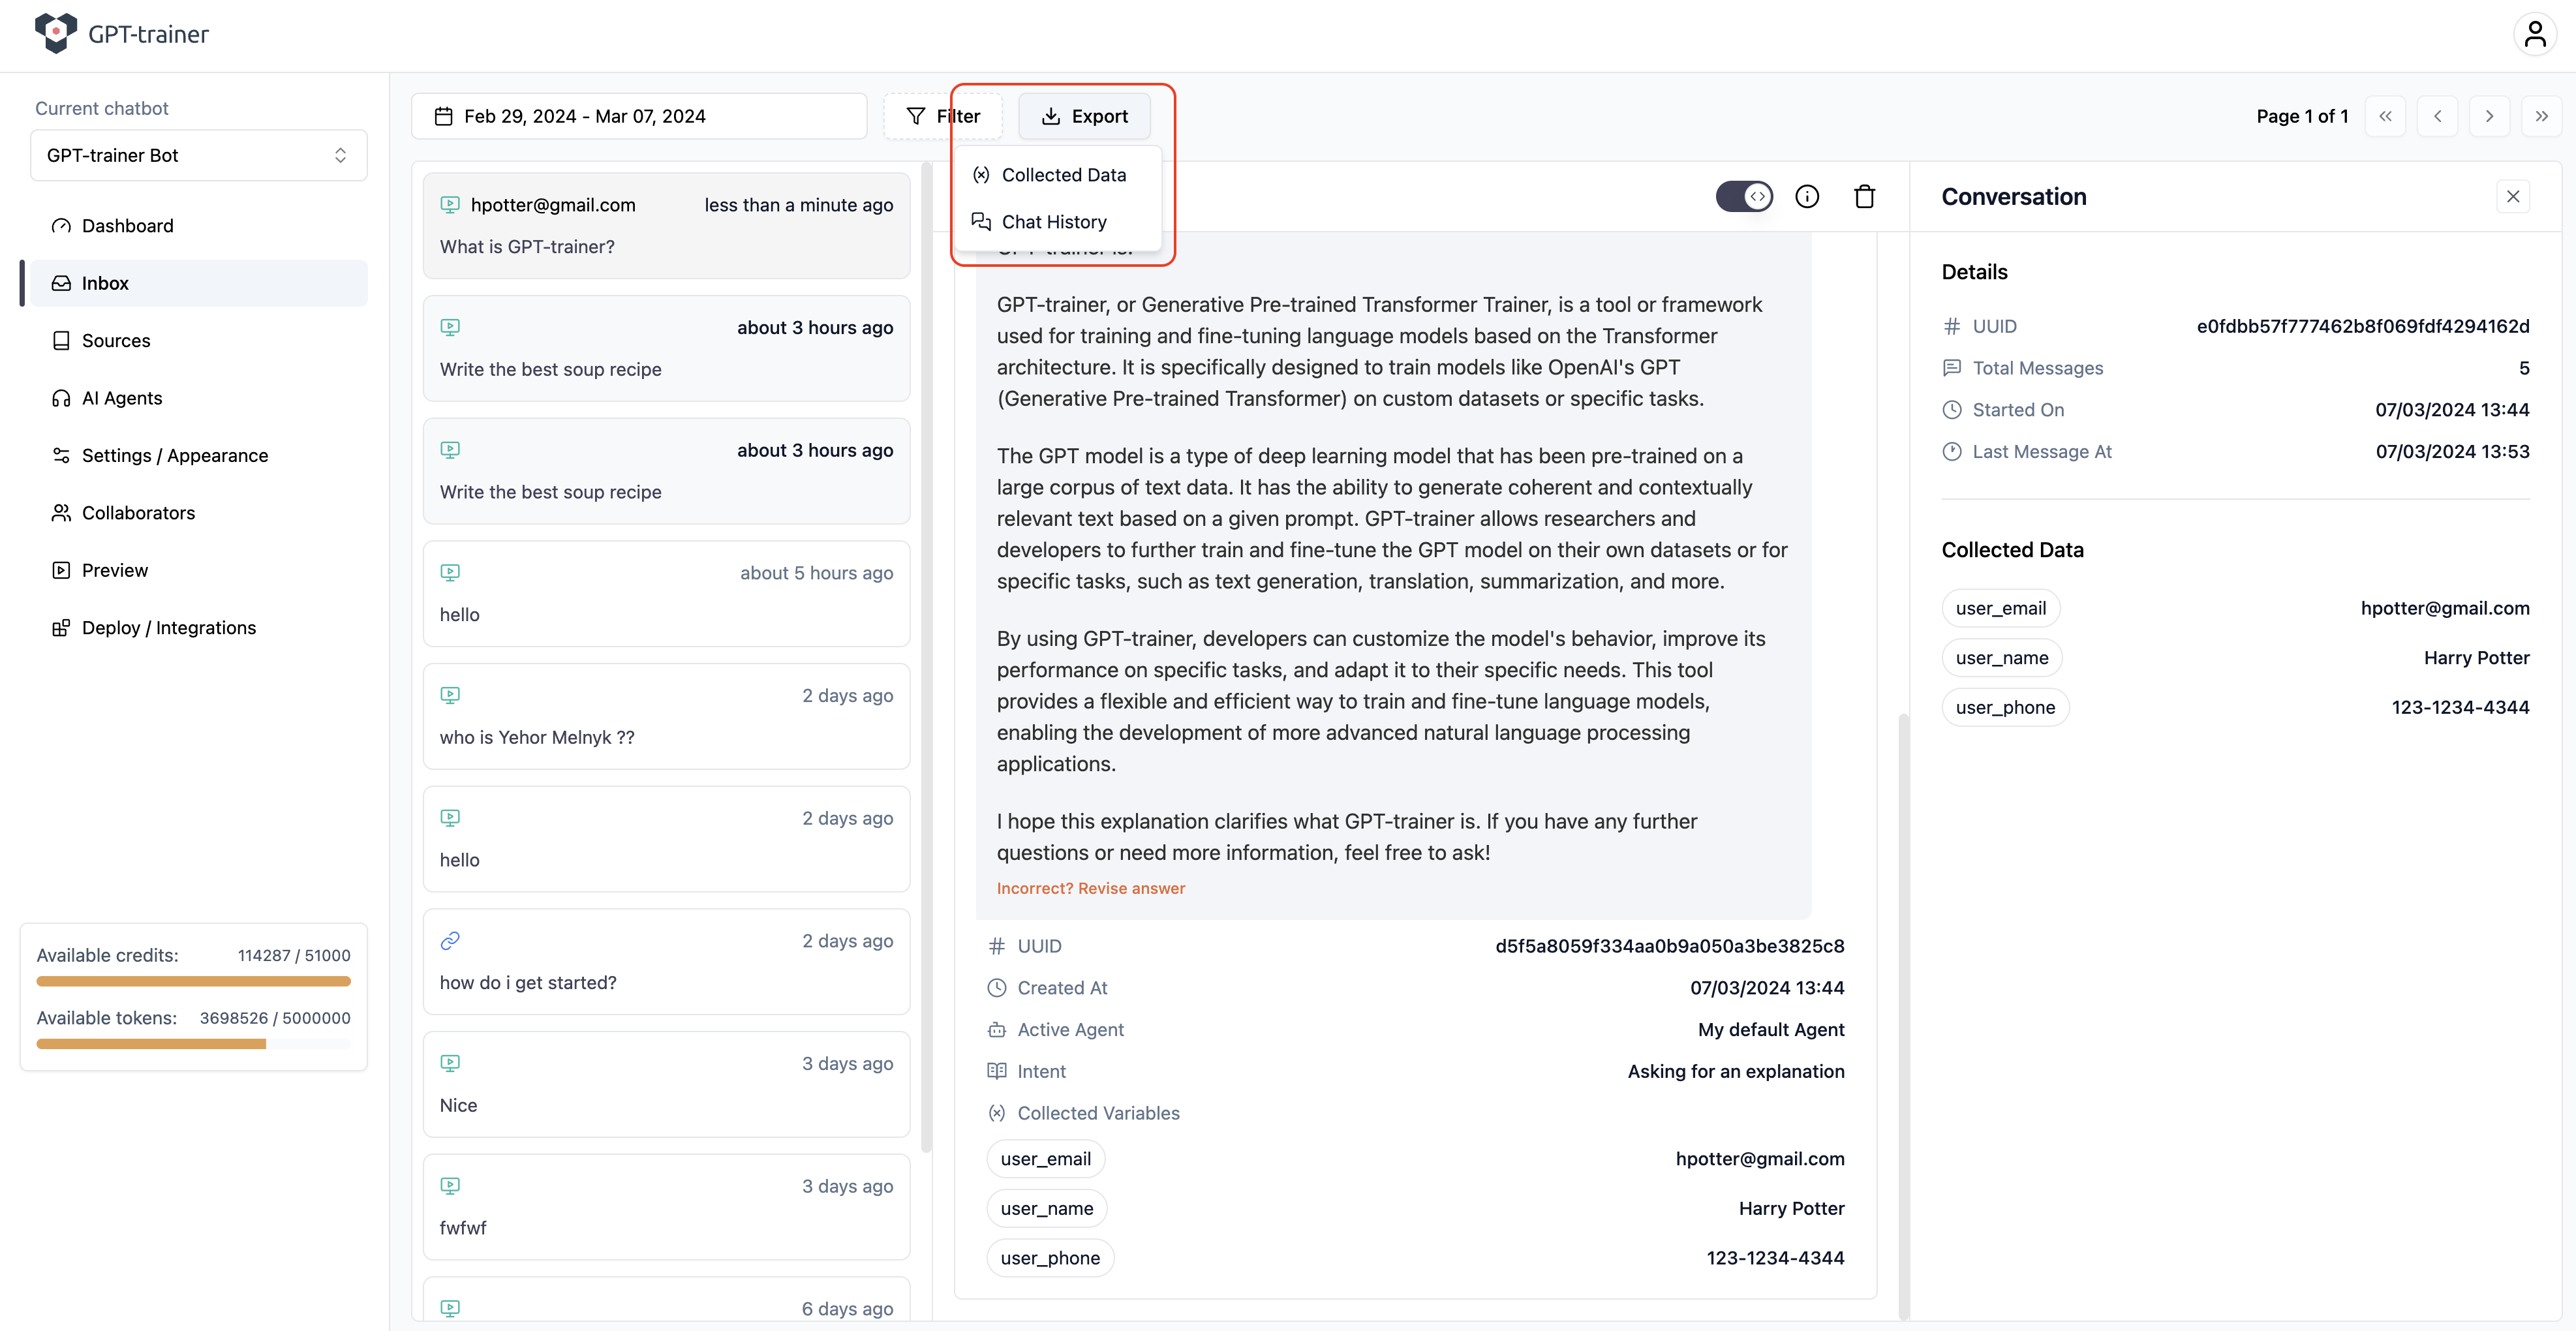 GPT-trainer
Current chatbot
GPT-trainer Bot
Dashboard
Inbox
Sources
AI Agents
Settings / Appearance
Collaborators
Preview
Deploy / Integrations
Available credits: 114287 / 51000
Available tokens: 3698526 / 5000000
Feb 29, 2024 - Mar 07, 2024
Filter
Export
Collected Data
Chat History
Page 1 of 1
hpotter@gmail.com less than a minute ago
What is GPT-trainer?
about 3 hours ago
Write the best soup recipe
about 3 hours ago
Write the best soup recipe
about 5 hours ago
hello
2 days ago
who is Yehor Melnyk ??
2 days ago
hello
2 days ago
how do i get started?
3 days ago
Nice
3 days ago
fwfwf
6 days ago
GPT-trainer is:
GPT-trainer, or Generative Pre-trained Transformer Trainer, is a tool or framework
used for training and fine-tuning language models based on the Transformer
architecture. It is specifically designed to train models like OpenAI's GPT
(Generative Pre-trained Transformer) on custom datasets or specific tasks.
The GPT model is a type of deep learning model that has been pre-trained on a
large corpus of text data. It has the ability to generate coherent and contextually
relevant text based on a given prompt. GPT-trainer allows researchers and
developers to further train and fine-tune the GPT model on their own datasets or for
specific tasks, such as text generation, translation, summarization, and more.
By using GPT-trainer, developers can customize the model's behavior, improve its
performance on specific tasks, and adapt it to their specific needs. This tool
provides a flexible and efficient way to train and fine-tune language models,
enabling the development of more advanced natural language processing
applications.
I hope this explanation clarifies what GPT-trainer is. If you have any further
questions or need more information, feel free to ask!
Incorrect? Revise answer
UUID d5f5a8059f334aa0b9a050a3be3825c8
Created At 07/03/2024 13:44
Active Agent My default Agent
Intent Asking for an explanation
Collected Variables
user_email hpotter@gmail.com
user_name Harry Potter
user_phone 123-1234-4344
Conversation
Details
UUID e0fdbb57f777462b8f069fdf4294162d
Total Messages 5
Started On 07/03/2024 13:44
Last Message At 07/03/2024 13:53
Collected Data
user_email hpotter@gmail.com
user_name Harry Potter
user_phone 123-1234-4344